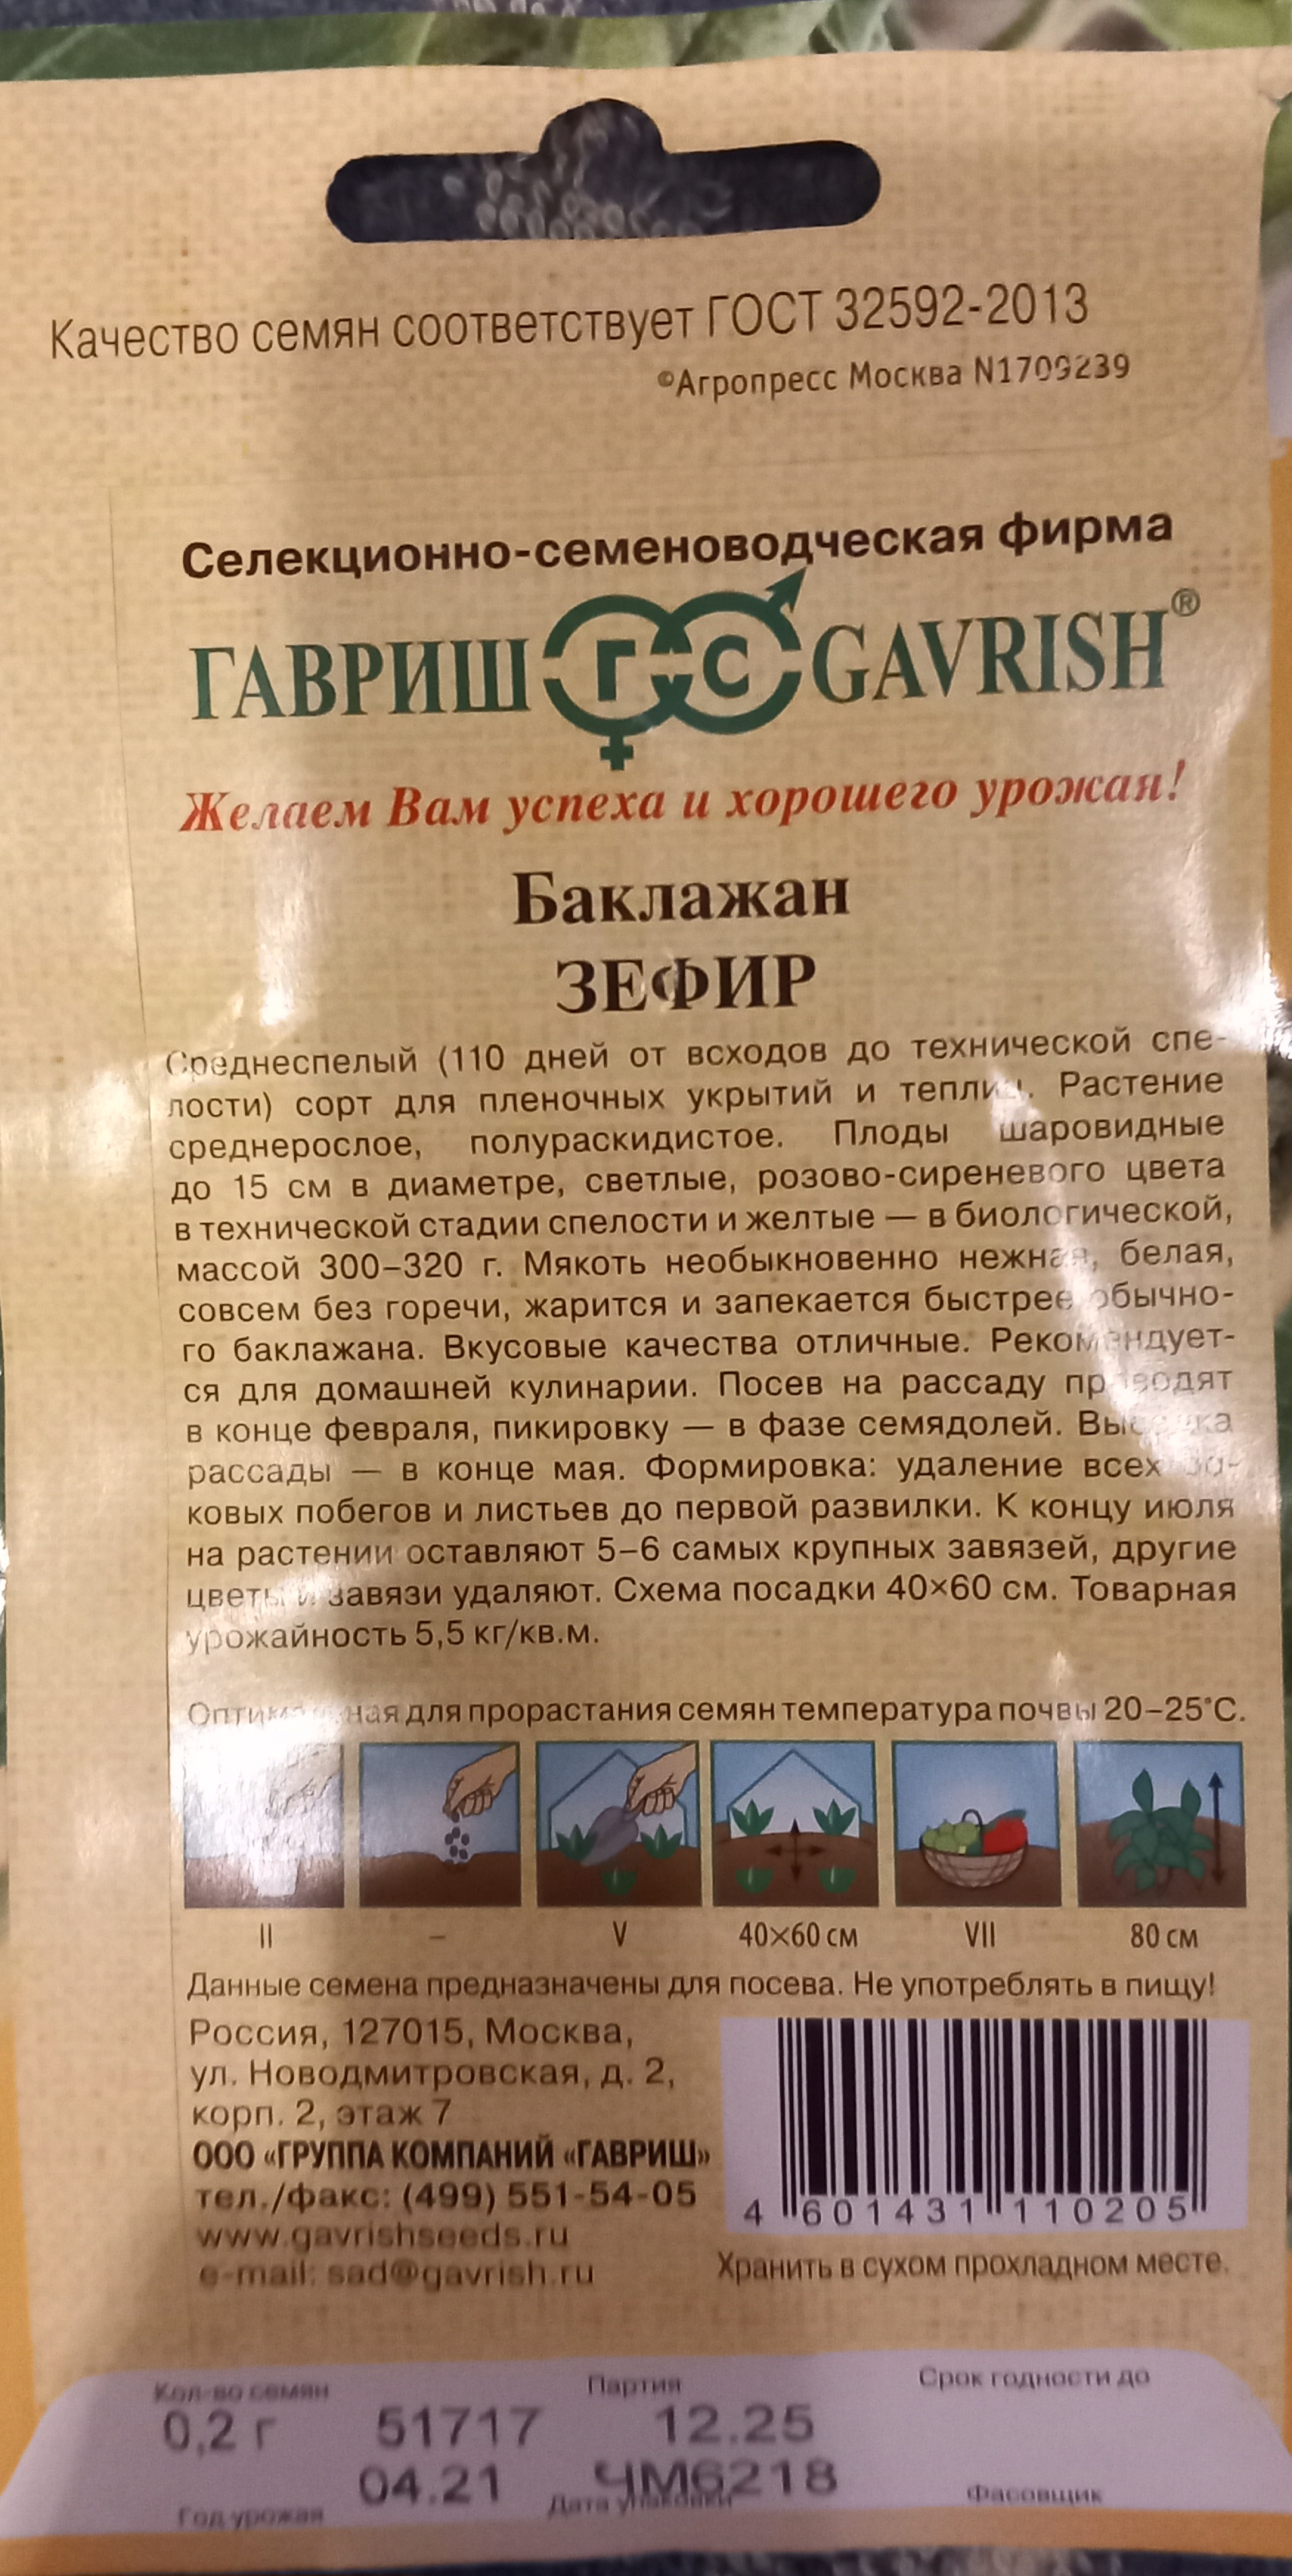 Качество семян соответствует ГОСТ 32592-2013
©Агропресс Москва N1709239
Селекционно-семеноводческая фирма
ГАВРИШ ГС GAVRISH®
Желаем Вам успеха и хорошего урожая!
Баклажан
ЗЕФИР
Среднеспелый (110 дней от всходов до технической спе-
лости) сорт для пленочных укрытий и теплиц. Растение
среднерослое, полураскидистое. Плоды шаровидные
до 15 см в диаметре, светлые, розово-сиреневого цвета
в технической стадии спелости и желтые — в биологической,
массой 300–320 г. Мякоть необыкновенно нежная, белая,
совсем без горечи, жарится и запекается быстрее обычно-
го баклажана. Вкусовые качества отличные. Рекомендует-
ся для домашней кулинарии. Посев на рассаду проводят
в конце февраля, пикировку — в фазе семядолей. Высадка
рассады — в конце мая. Формировка: удаление всех бо-
ковых побегов и листьев до первой развилки. К концу июля
на растении оставляют 5–6 самых крупных завязей, другие
цветы и завязи удаляют. Схема посадки 40×60 см. Товарная
урожайность 5,5 кг/кв.м.
Оптимальная для прорастания семян температура почвы 20–25°С.
II – V 40×60 см VII 80 см
Данные семена предназначены для посева. Не употреблять в пищу!
Россия, 127015, Москва,
ул. Новодмитровская, д. 2,
корп. 2, этаж 7
ООО «ГРУППА КОМПАНИЙ «ГАВРИШ»
тел./факс: (499) 551-54-05
www.gavrishseeds.ru
e-mail: sad@gavrish.ru
4 601431 110205
Хранить в сухом прохладном месте.
Кол-во семян Партия Срок годности до
0,2 г 51717 12.25
04.21 ЧМ6218
Год урожая Дата упаковки Фасовщик